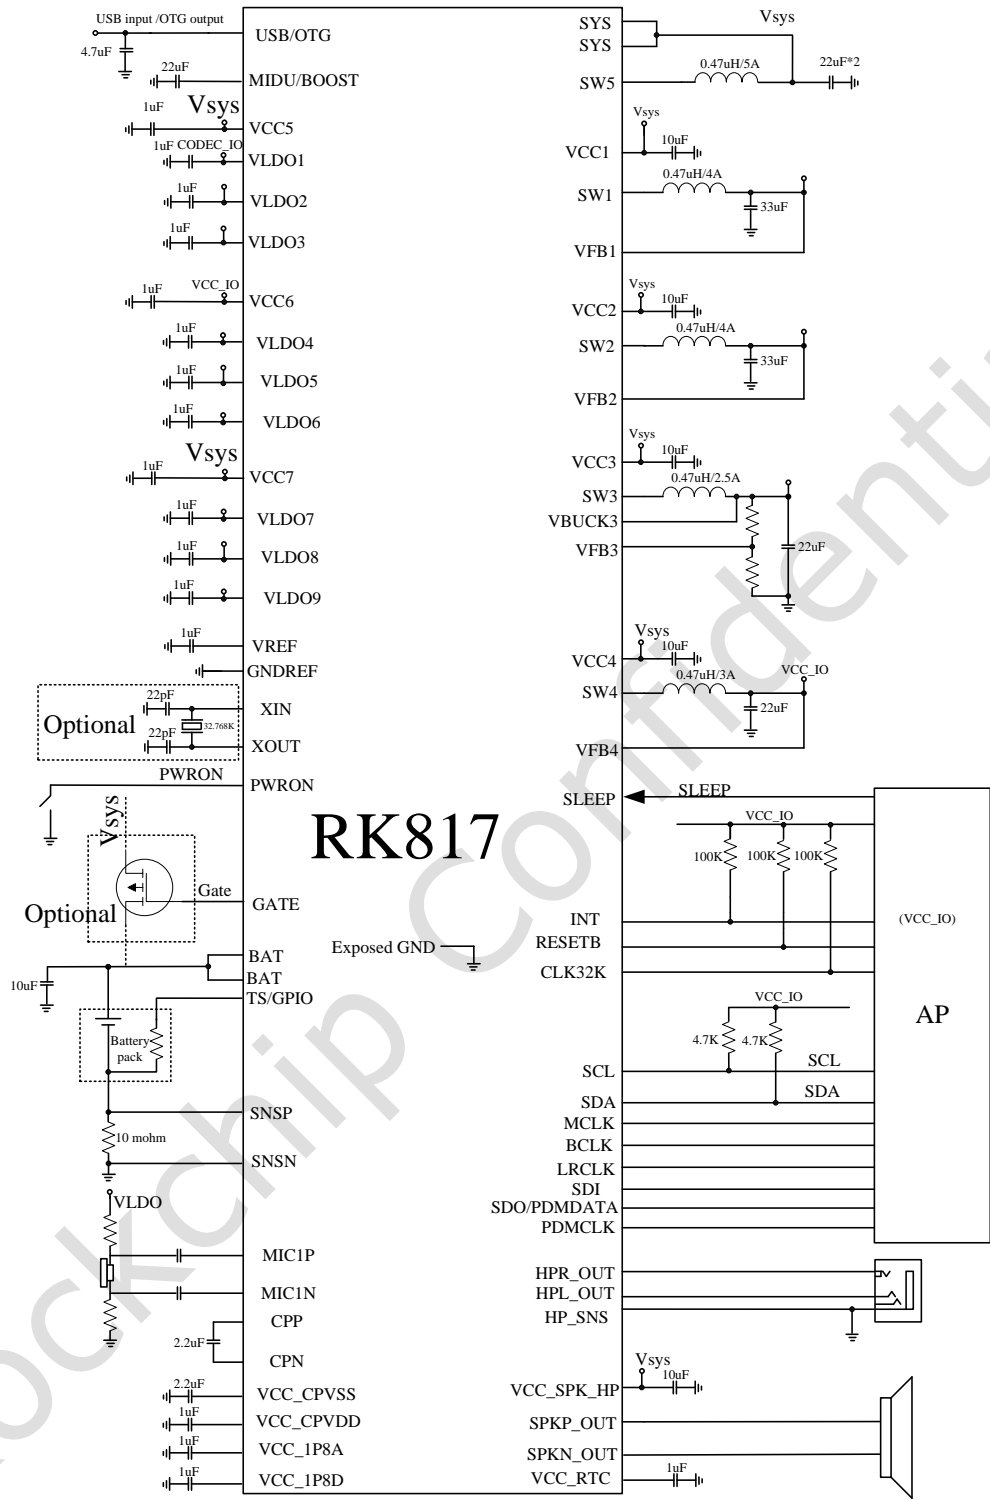 USB input /OTG output
4.7uF
USB/OTG
22uF
MIDU/BOOST
1uF
Vsys
VCC5
1uF CODEC_IO
VLDO1
1uF
VLDO2
1uF
VLDO3
1uF
VCC_IO
VCC6
1uF
VLDO4
1uF
VLDO5
1uF
VLDO6
Vsys
1uF
VCC7
1uF
VLDO7
1uF
VLDO8
1uF
VLDO9
1uF
VREF
GNDREF
Optional
22pF
XIN
32.768K
22pF
XOUT
PWRON
PWRON
Vsys
Optional
Gate
GATE
BAT
BAT
10uF
TS/GPIO
Battery
pack
SNSP
10 mohm
SNSN
VLDO
MIC1P
MIC1N
CPP
2.2uF
CPN
2.2uF
VCC_CPVSS
1uF
VCC_CPVDD
1uF
VCC_1P8A
1uF
VCC_1P8D
RK817
Exposed GND
SYS
SYS
Vsys
0.47uH/5A
22uF*2
SW5
Vsys
10uF
VCC1
0.47uH/4A
SW1
33uF
VFB1
Vsys
10uF
VCC2
0.47uH/4A
SW2
33uF
VFB2
Vsys
10uF
VCC3
0.47uH/2.5A
SW3
VBUCK3
VFB3
22uF
Vsys
10uF
VCC4
0.47uH/3A
VCC_IO
SW4
22uF
VFB4
SLEEP
SLEEP
VCC_IO
100K
100K
100K
INT
(VCC_IO)
RESETB
CLK32K
VCC_IO
AP
4.7K
4.7K
SCL
SCL
SDA
SDA
MCLK
BCLK
LRCLK
SDI
SDO/PDMDATA
PDMCLK
HPR_OUT
HPL_OUT
HP_SNS
Vsys
10uF
VCC_SPK_HP
SPKP_OUT
SPKN_OUT
1uF
VCC_RTC
ockchip Confidenti